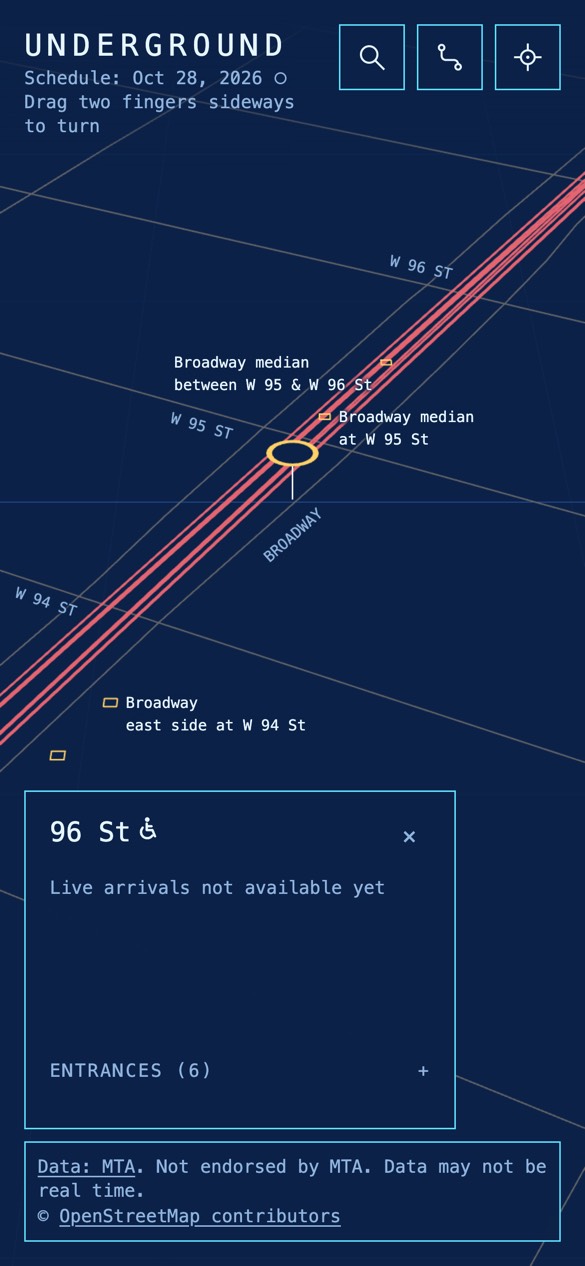 UNDERGROUND
Schedule: Oct 28, 2026
Drag two fingers sideways
to turn
W 96 ST
Broadway median
between W 95 & W 96 St
Broadway median
at W 95 St
W 95 ST
BROADWAY
W 94 ST
Broadway
east side at W 94 St
96 St
×
Live arrivals not available yet
ENTRANCES (6) +
Data: MTA. Not endorsed by MTA. Data may not be
real time.
© OpenStreetMap contributors